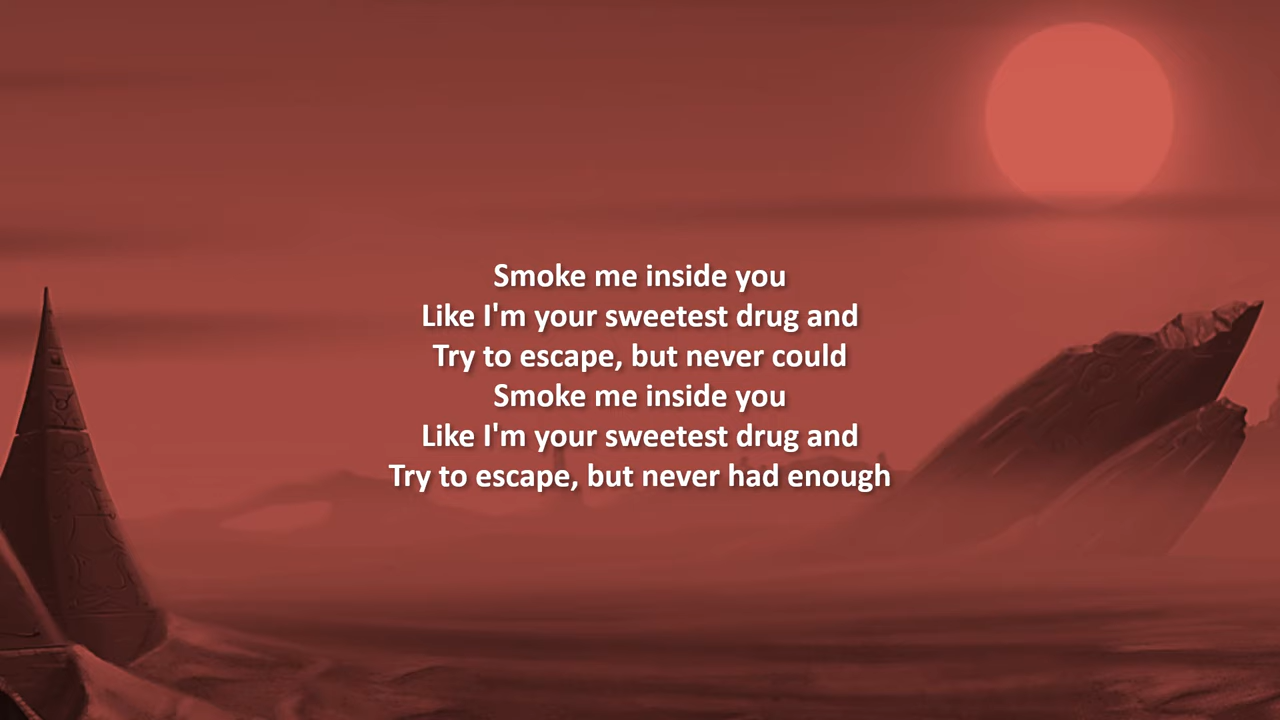 Smoke me inside you
Like I'm your sweetest drug and
Try to escape, but never could
Smoke me inside you
Like I'm your sweetest drug and
Try to escape, but never had enough